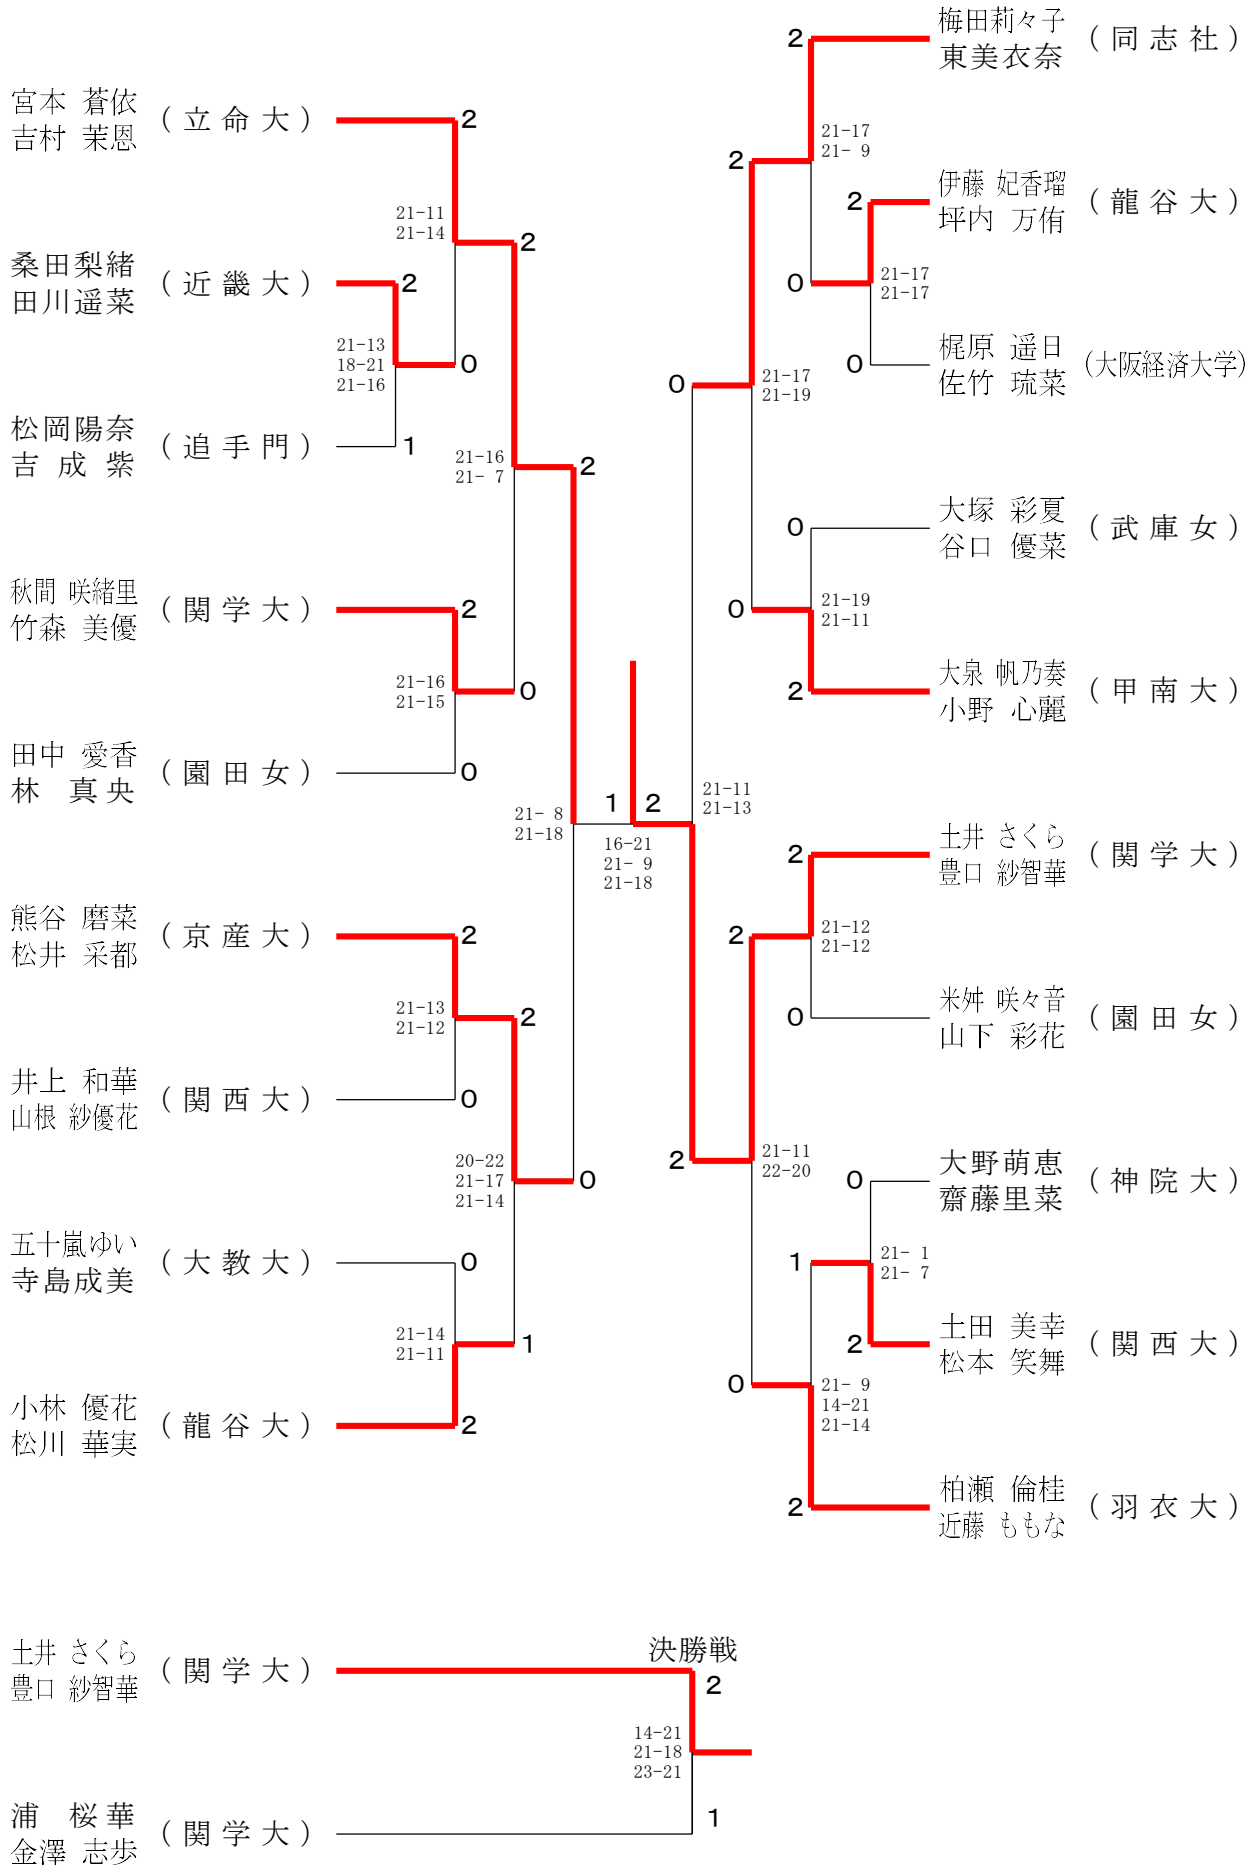 宮本 蒼依
吉村 茉恩
(立命大)
2
21-11
21-14
2
桑田梨緒
田川遥菜
(近畿大)
2
21-13
18-21
21-16
0
松岡陽奈
吉成紫
(追手門)
1
21-16
21- 7
2
秋間 咲緒里
竹森 美優
(関学大)
2
21-16
21-15
0
田中 愛香
林 真央
(園田女)
0
21- 8
21-18
熊谷 磨菜
松井 采都
(京産大)
2
21-13
21-12
2
井上 和華
山根 紗優花
(関西大)
0
20-22
21-17
21-14
0
五十嵐ゆい
寺島成美
(大教大)
0
21-14
21-11
1
小林 優花
松川 華実
(龍谷大)
2
1 2
16-21
21- 9
21-18
梅田莉々子
東美衣奈
(同志社)
2
21-17
21- 9
2
伊藤 妃香瑠
坪内 万侑
(龍谷大)
2
21-17
21-17
0
梶原 遥日
佐竹 琉菜
(大阪経済大学)
0
21-17
21-19
0
大塚 彩夏
谷口 優菜
(武庫女)
0
21-19
21-11
0
大泉 帆乃奏
小野 心麗
(甲南大)
2
21-11
21-13
土井 さくら
豊口 紗智華
(関学大)
2
21-12
21-12
2
米舛 咲々音
山下 彩花
(園田女)
0
21-11
22-20
2
大野萌恵
齋藤里菜
(神院大)
0
21- 1
21- 7
1
土田 美幸
松本 笑舞
(関西大)
2
21- 9
14-21
21-14
0
柏瀬 倫桂
近藤 ももな
(羽衣大)
2
決勝戦
土井 さくら
豊口 紗智華
(関学大)
2
14-21
21-18
23-21
浦 桜華
金澤 志歩
(関学大)
1